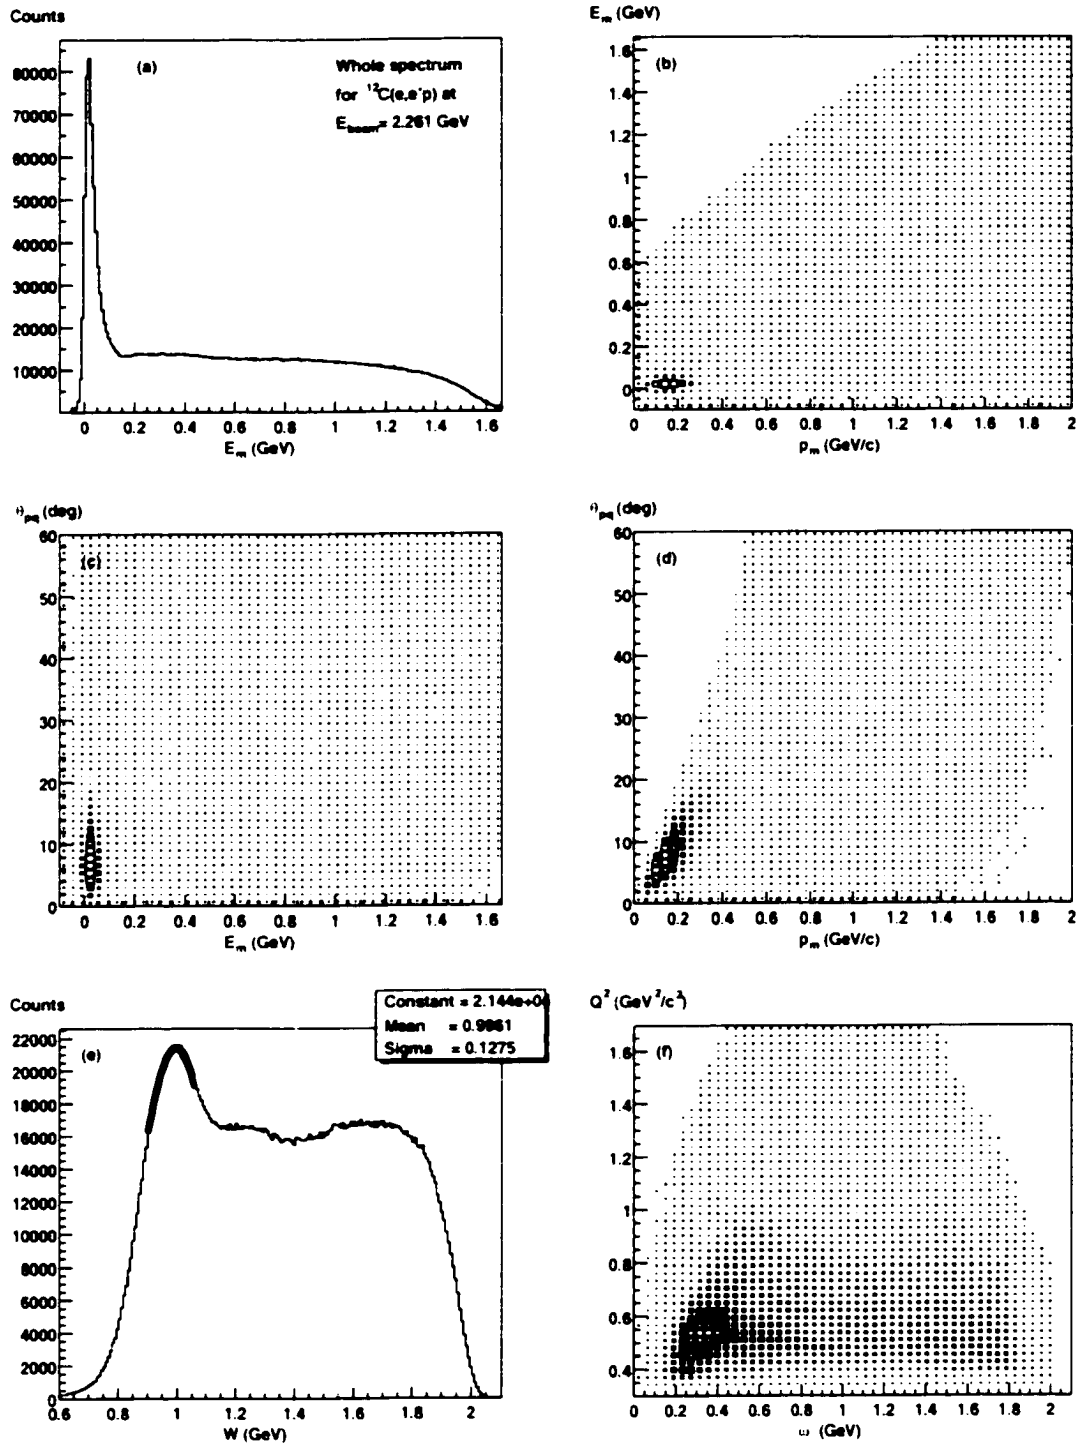 Counts
(a)
Whole spectrum
for ¹²C(e,e'p) at
E_beam = 2.261 GeV
80000
70000
60000
50000
40000
30000
20000
10000
0 0.2 0.4 0.6 0.8 1 1.2 1.4 1.6
E_m (GeV)
E_m (GeV)
(b)
1.6
1.4
1.2
1
0.8
0.6
0.4
0.2
0
0 0.2 0.4 0.6 0.8 1 1.2 1.4 1.6 1.8 2
p_m (GeV/c)
θ_pq (deg)
(c)
60
50
40
30
20
10
0
0 0.2 0.4 0.6 0.8 1 1.2 1.4 1.6
E_m (GeV)
θ_pq (deg)
(d)
60
50
40
30
20
10
0
0 0.2 0.4 0.6 0.8 1 1.2 1.4 1.6 1.8 2
p_m (GeV/c)
Counts
(e)
Constant = 2.144e+0
Mean = 0.9961
Sigma = 0.1275
22000
20000
18000
16000
14000
12000
10000
8000
6000
4000
2000
0
0.6 0.8 1 1.2 1.4 1.6 1.8 2
W (GeV)
Q² (GeV²/c²)
(f)
1.6
1.4
1.2
1
0.8
0.6
0.4
0 0.2 0.4 0.6 0.8 1 1.2 1.4 1.6 1.8 2
ω (GeV)